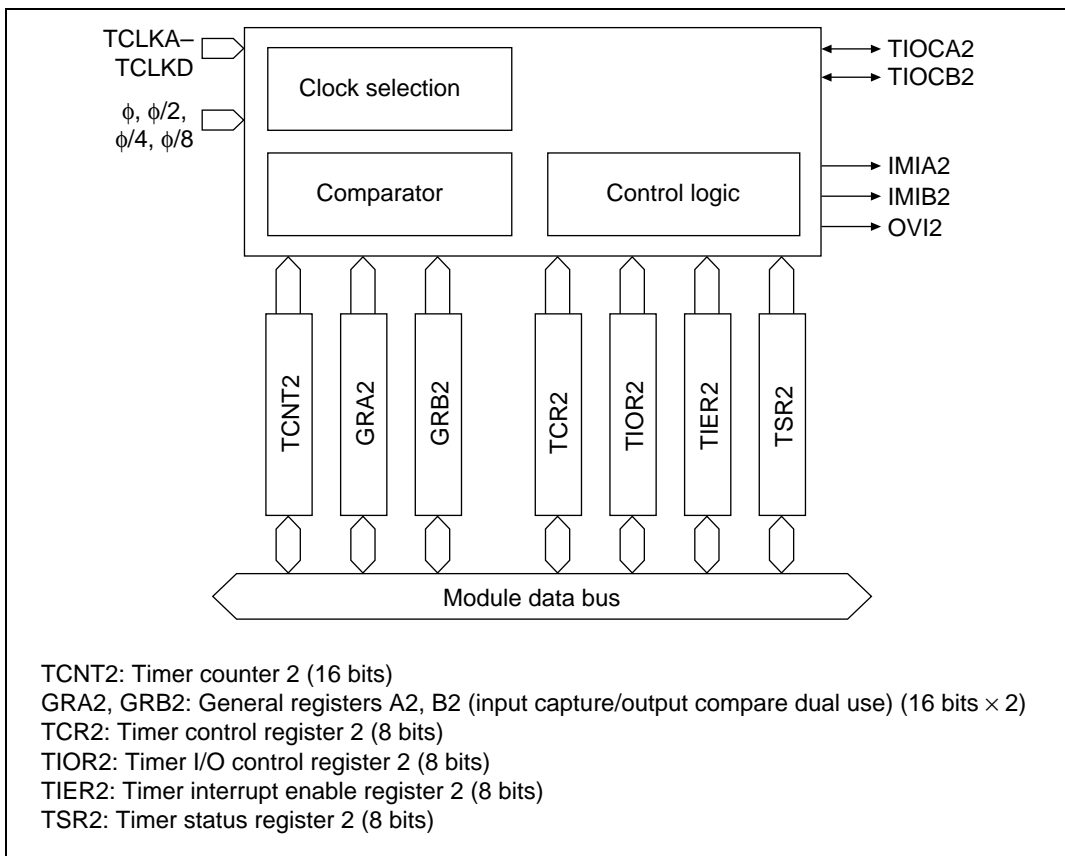 TCLKA–
TCLKD
ϕ, ϕ/2,
ϕ/4, ϕ/8
Clock selection
Comparator
Control logic
TIOCA2
TIOCB2
IMIA2
IMIB2
OVI2
TCNT2
GRA2
GRB2
TCR2
TIOR2
TIER2
TSR2
Module data bus
TCNT2: Timer counter 2 (16 bits)
GRA2, GRB2: General registers A2, B2 (input capture/output compare dual use) (16 bits × 2)
TCR2: Timer control register 2 (8 bits)
TIOR2: Timer I/O control register 2 (8 bits)
TIER2: Timer interrupt enable register 2 (8 bits)
TSR2: Timer status register 2 (8 bits)